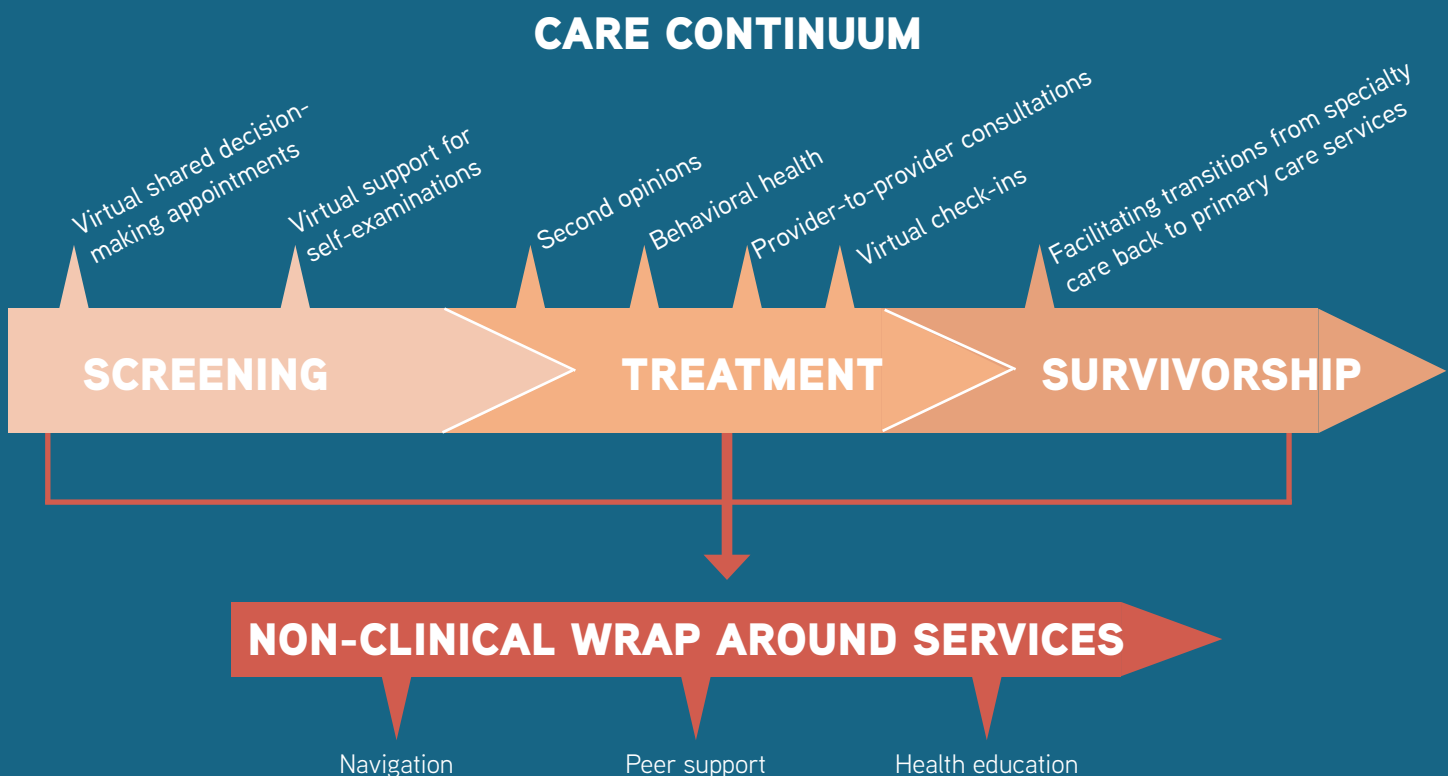 CARE CONTINUUM
Virtual shared decision-
making appointments
Virtual support for
self-examinations
Second opinions
Behavioral health
Provider-to-provider consultations
Virtual check-ins
Facilitating transitions from specialty
care back to primary care services
SCREENING
TREATMENT
SURVIVORSHIP
NON-CLINICAL WRAP AROUND SERVICES
Navigation
Peer support
Health education